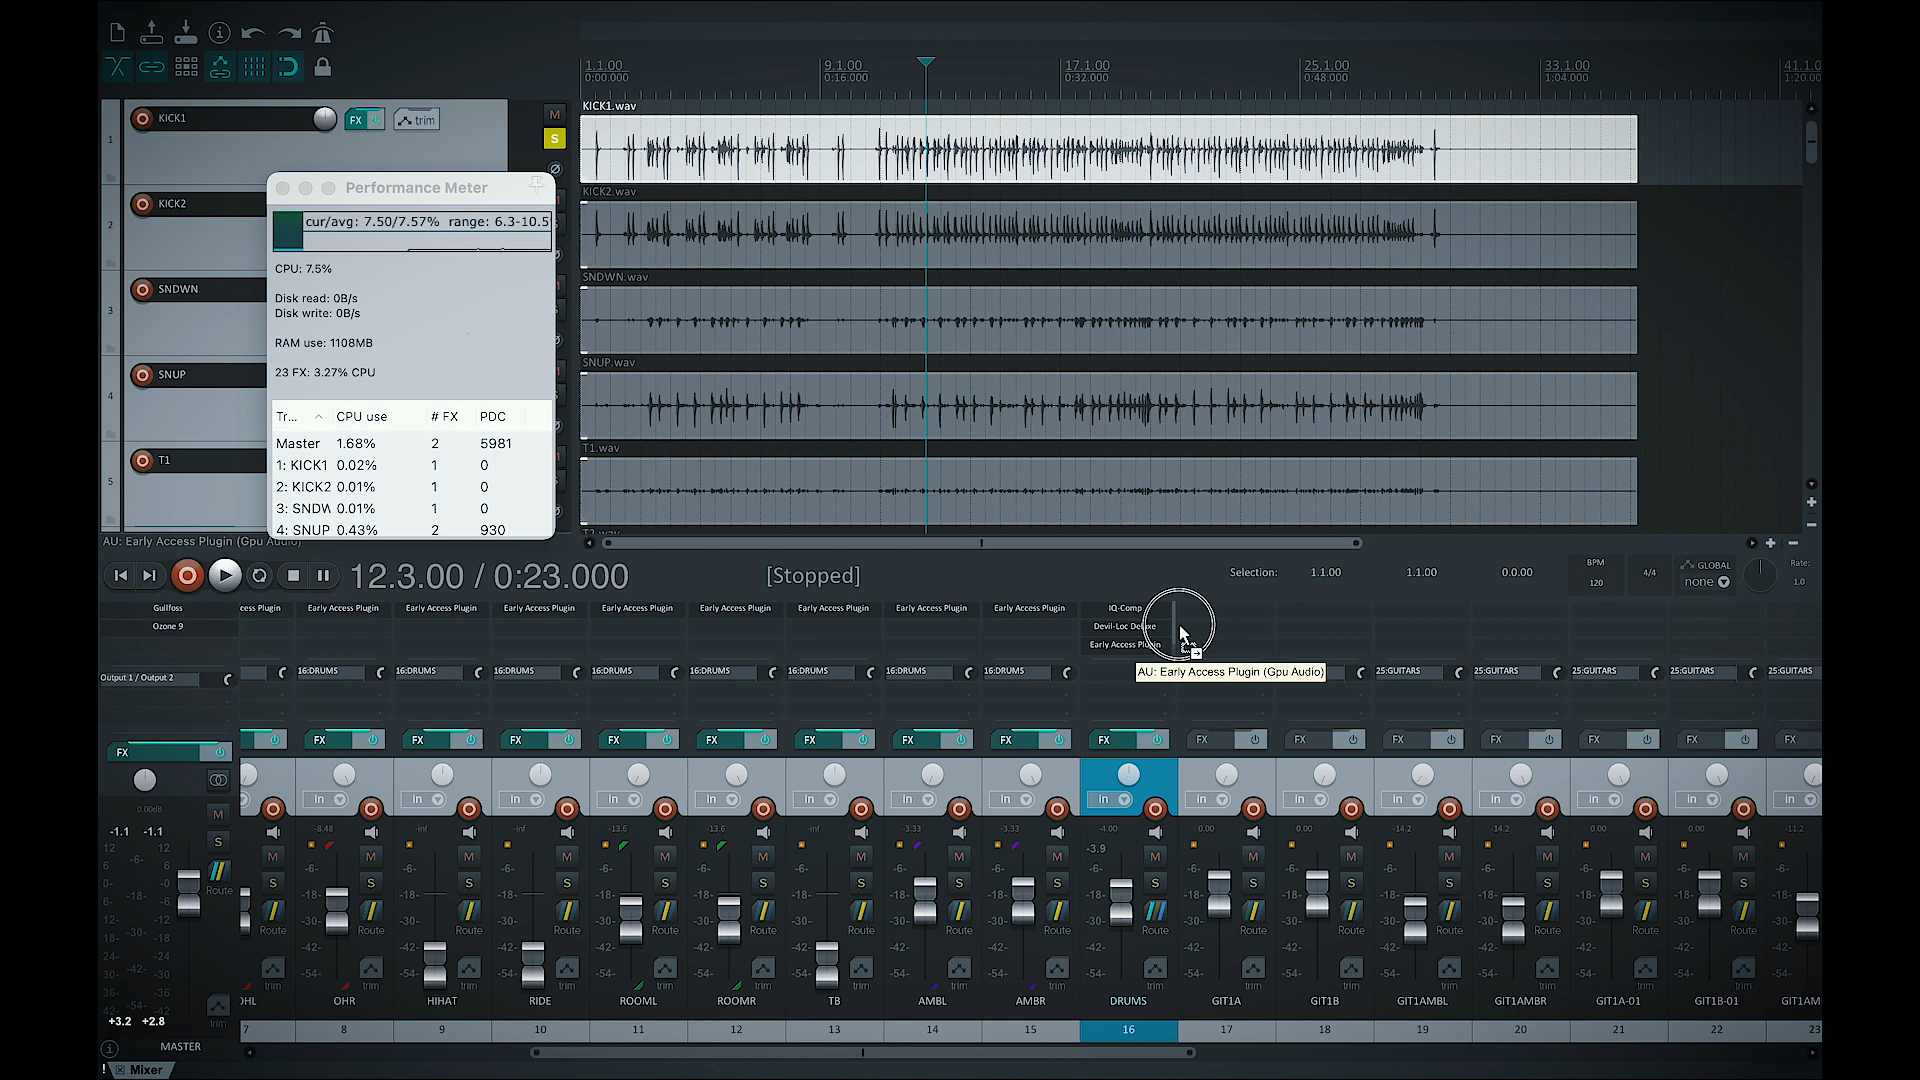 1.1.00
0:00.000
9.1.00
0:16.000
17.1.00
0:32.000
25.1.00
0:48.000
33.1.00
1:04.000
41.1.0
1:20.00
1
KICK1
FX
trim
M
S
KICK1.wav
2
KICK2
KICK2.wav
3
SNDWN
SNDWN.wav
4
SNUP
SNUP.wav
5
T1
T1.wav
Performance Meter
cur/avg: 7.50/7.57% range: 6.3-10.5
CPU: 7.5%
Disk read: 0B/s
Disk write: 0B/s
RAM use: 1108MB
23 FX: 3.27% CPU
Tr... CPU use # FX PDC
Master 1.68% 2 5981
1: KICK1 0.02% 1 0
2: KICK2 0.01% 1 0
3: SNDW 0.01% 1 0
4: SNUP 0.43% 2 930
AU: Early Access Plugin (Gpu Audio)
12.3.00 / 0:23.000
[Stopped]
Selection: 1.1.00 1.1.00 0.0.00
BPM
120
4/4
GLOBAL
none
Rate:
1.0
Gullfoss
Ozone 9
cess Plugin
Early Access Plugin
Early Access Plugin
Early Access Plugin
Early Access Plugin
Early Access Plugin
Early Access Plugin
Early Access Plugin
Early Access Plugin
IQ-Comp
Devil-Loc Deluxe
Early Access Plugin
AU: Early Access Plugin (Gpu Audio)
Output 1 / Output 2
16:DRUMS 16:DRUMS 16:DRUMS 16:DRUMS 16:DRUMS 16:DRUMS 16:DRUMS 16:DRUMS
25:GUITARS 25:GUITARS 25:GUITARS 25:GUITARS 25:GUITARS
FX FX FX FX FX FX FX FX FX FX FX FX FX FX FX FX FX
In In In In In In In In In In In In In In In In
0.00dB
-1.1 -1.1
-8.48 -inf -inf -13.6 -13.6 -inf -3.33 -3.33 -4.00 0.00 0.00 -14.2 -14.2 0.00 0.00 -11.2
-3.9
M M M M M M M M M M M M M M M M M
S S S S S S S S S S S S S S S S S
-6- -18- -30- -42- -54-
Route Route Route Route Route Route Route Route Route Route Route Route Route Route Route Route Route
trim trim trim trim trim trim trim trim trim trim trim trim trim trim trim trim trim
+3.2 +2.8
OHL OHR HIHAT RIDE ROOML ROOMR TB AMBL AMBR DRUMS GIT1A GIT1B GIT1AMBL GIT1AMBR GIT1A-01 GIT1B-01 GIT1AM
7 8 9 10 11 12 13 14 15 16 17 18 19 20 21 22 23
MASTER
! Mixer